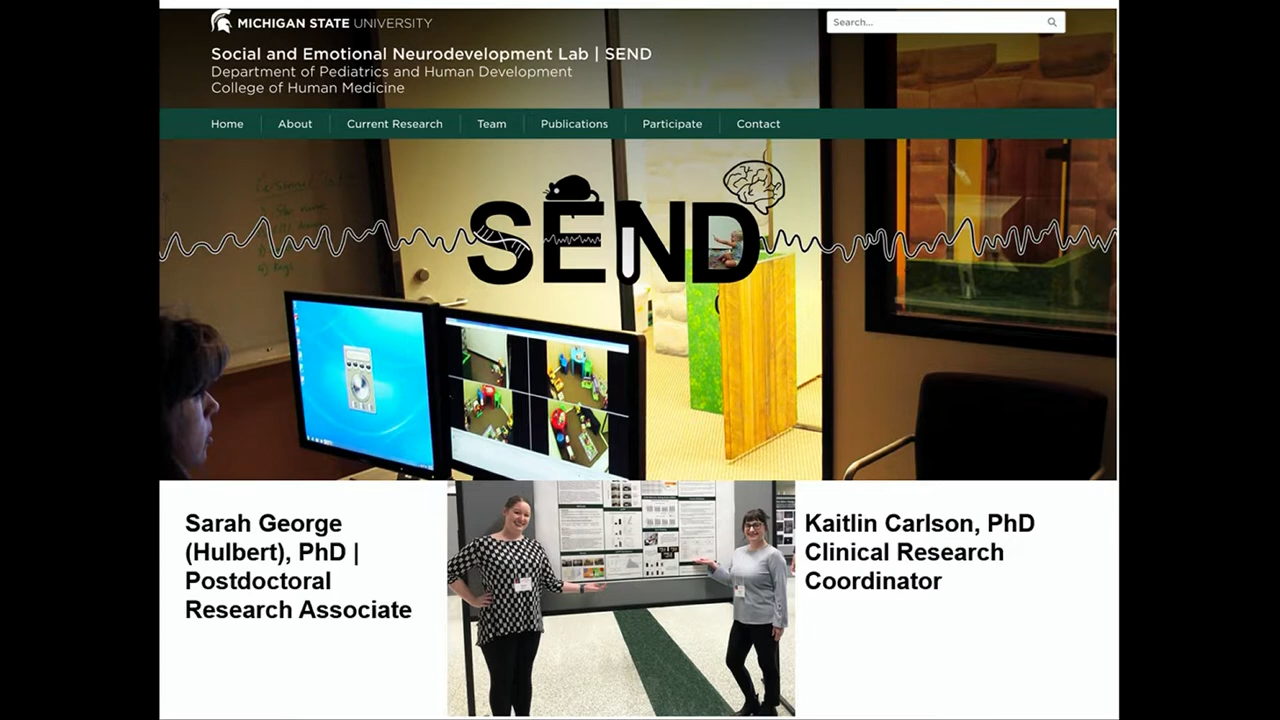 MICHIGAN STATE UNIVERSITY
Search...
Social and Emotional Neurodevelopment Lab | SEND
Department of Pediatrics and Human Development
College of Human Medicine
Home
About
Current Research
Team
Publications
Participate
Contact
SEND
Sarah George
(Hulbert), PhD |
Postdoctoral
Research Associate
Kaitlin Carlson, PhD
Clinical Research
Coordinator